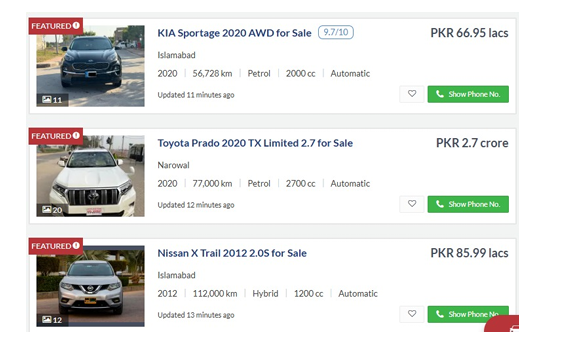 FEATURED
KIA Sportage 2020 AWD for Sale 9.7/10 PKR 66.95 lacs
Islamabad
2020 | 56,728 km | Petrol | 2000 cc | Automatic
11
Updated 11 minutes ago
Show Phone No.
FEATURED
Toyota Prado 2020 TX Limited 2.7 for Sale PKR 2.7 crore
Narowal
2020 | 77,000 km | Petrol | 2700 cc | Automatic
20
Updated 12 minutes ago
Show Phone No.
FEATURED
Nissan X Trail 2012 2.0S for Sale PKR 85.99 lacs
Islamabad
2012 | 112,000 km | Hybrid | 1200 cc | Automatic
12
Updated 13 minutes ago
Show Phone No.